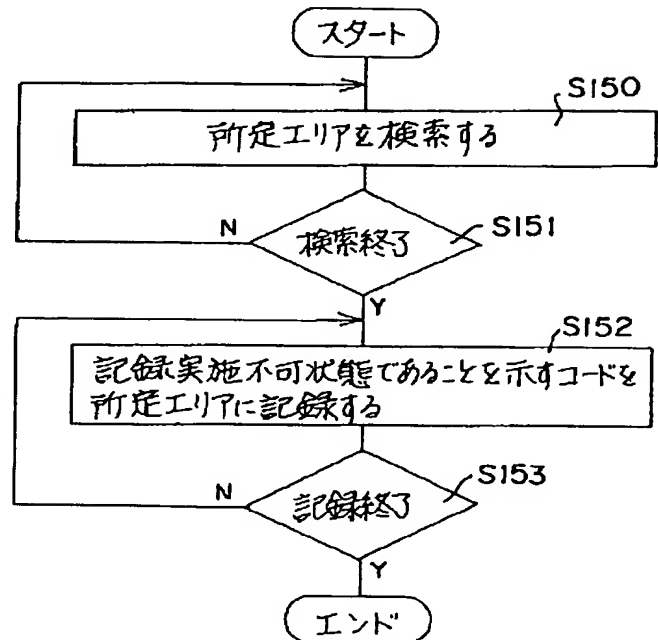 スタート
S150
所定エリアを検索する
N
検索終了
S151
Y
S152
記録実施不可状態であることを示すコードを
所定エリアに記録する
N
記録終了
S153
Y
エンド